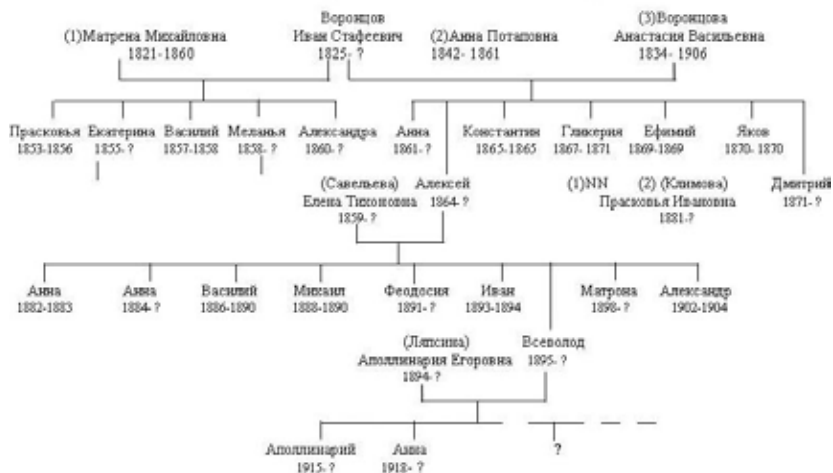 Воронцов
(3)Воронцова
(1)Матрена Михайловна
Иван Стафеевич
(2)Анна Потаповна
Анастасия Васильевна
1821-1860
1825- ?
1842- 1861
1834- 1906
Прасковья
Екатерина
Василий
Меланья
Александра
Анна
Константин
Гликерия
Ефимий
Яков
1853-1856
1855- ?
1857-1858
1858- ?
1860- ?
1861- ?
1865-1865
1867- 1871
1869-1869
1870- 1870
(Савельева)
Алексей
(1)NN
(2) (Климова)
Дмитрий
Елена Тихоновна
1864- ?
Прасковья Ивановна
1871- ?
1859- ?
1881- ?
Анна
Анна
Василий
Михаил
Феодосия
Иван
Матрона
Александр
1882-1883
1884- ?
1886-1890
1888-1890
1891- ?
1893-1894
1898- ?
1902-1904
(Ляпсина)
Всеволод
Аполлинария Егоровна
1895- ?
1894- ?
Аполлинарий
Анна
?
1915- ?
1918- ?